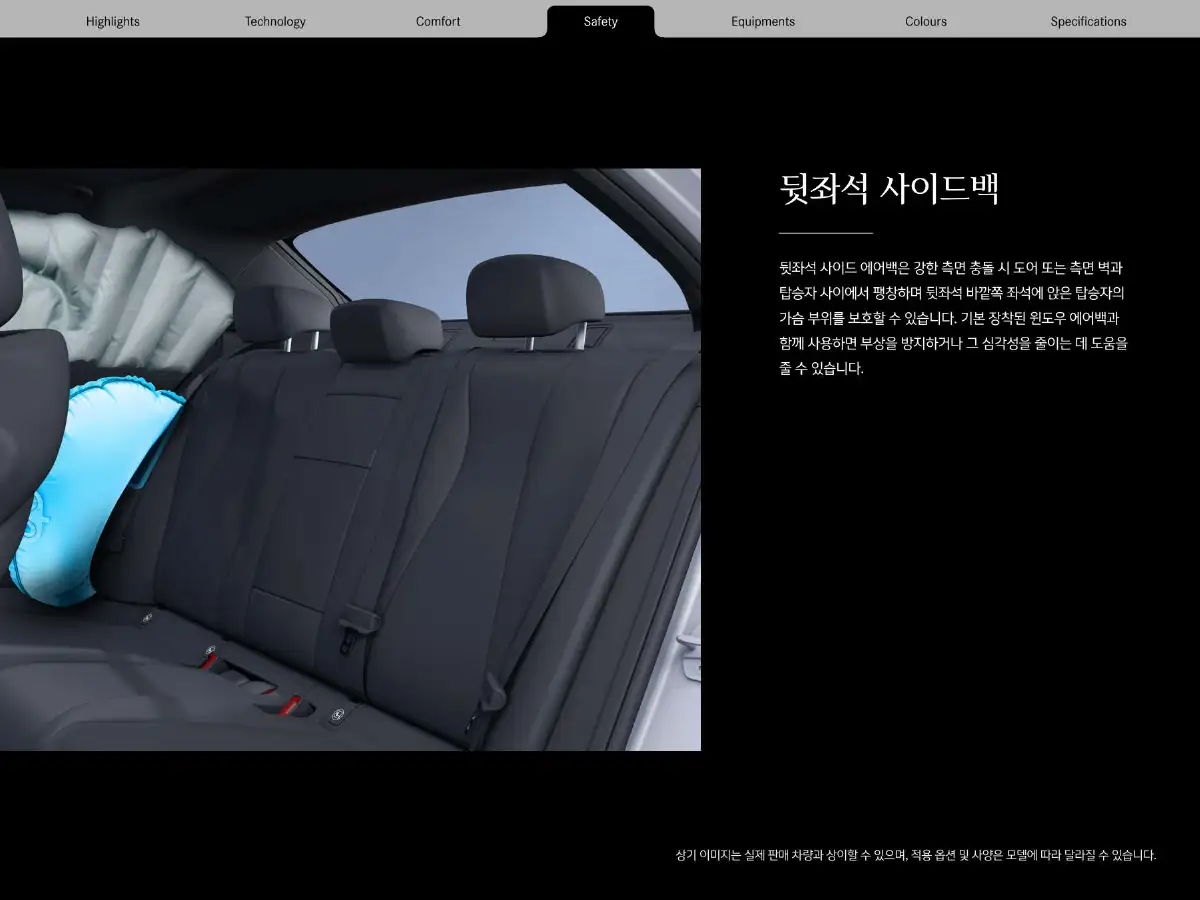 Highlights
Technology
Comfort
Safety
Equipments
Colours
Specifications
뒷좌석 사이드백
뒷좌석 사이드 에어백은 강한 측면 충돌 시 도어 또는 측면 벽과
탑승자 사이에서 팽창하며 뒷좌석 바깥쪽 좌석에 앉은 탑승자의
가슴 부위를 보호할 수 있습니다. 기본 장착된 윈도우 에어백과
함께 사용하면 부상을 방지하거나 그 심각성을 줄이는 데 도움을
줄 수 있습니다.
상기 이미지는 실제 판매 차량과 상이할 수 있으며, 적용 옵션 및 사양은 모델에 따라 달라질 수 있습니다.